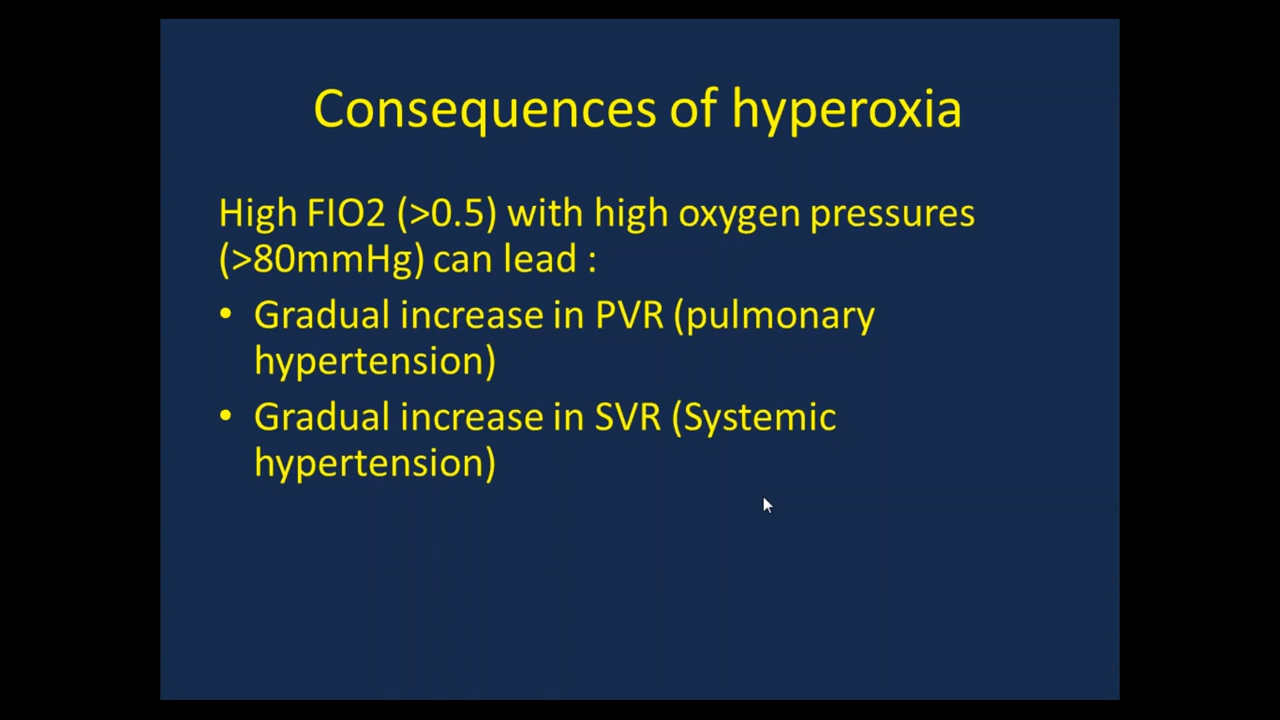 Consequences of hyperoxia
High FIO2 (>0.5) with high oxygen pressures
(>80mmHg) can lead :
• Gradual increase in PVR (pulmonary
hypertension)
• Gradual increase in SVR (Systemic
hypertension)